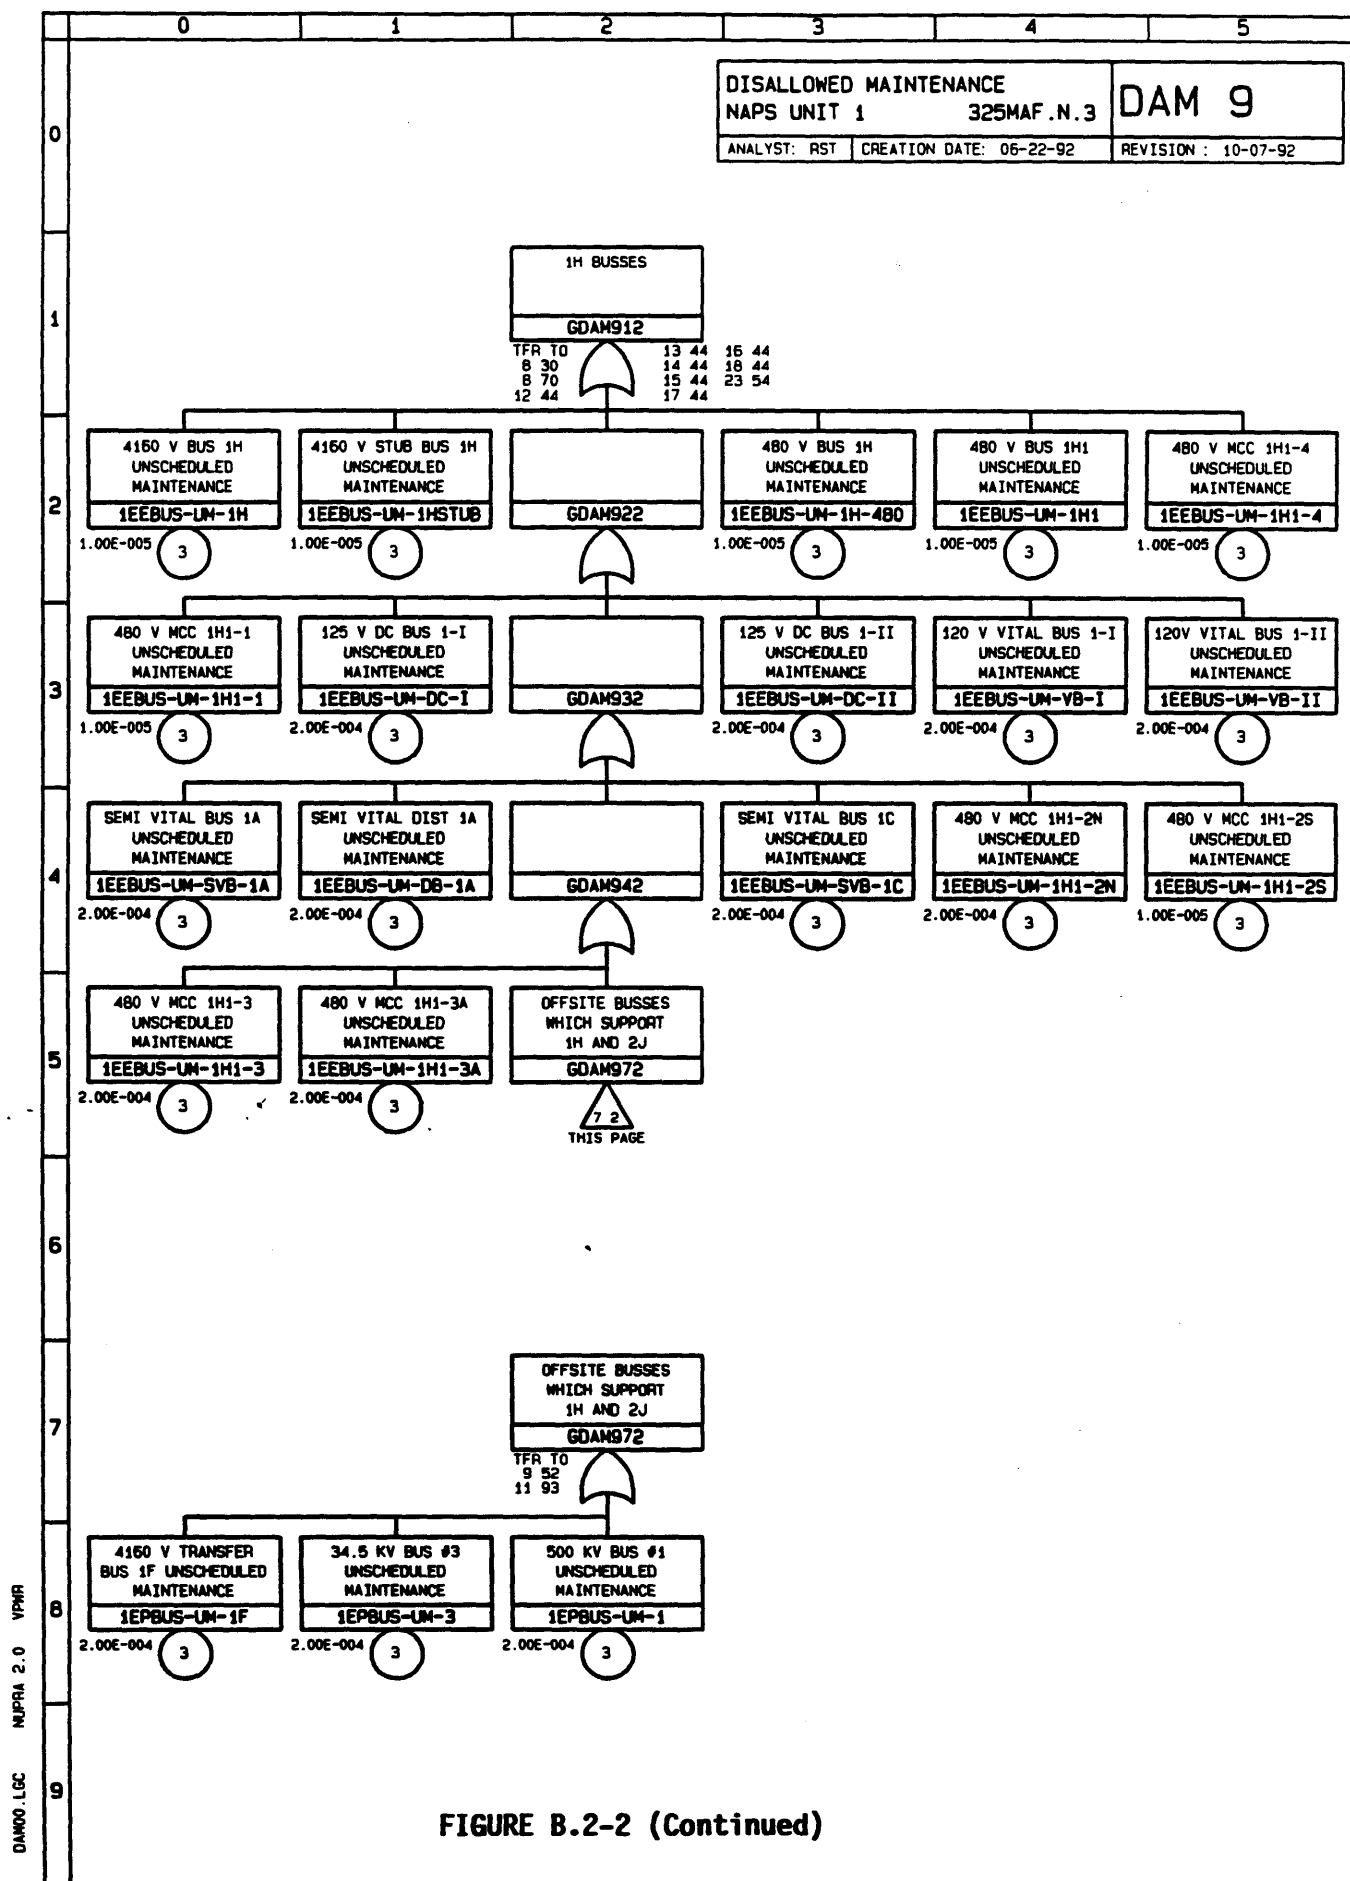 0 1 2 3 4 5
DISALLOWED MAINTENANCE
NAPS UNIT 1 325MAF.N.3
DAM 9
ANALYST: RST CREATION DATE: 06-22-92 REVISION : 10-07-92
0
1H BUSSES
1
GDAM912
TFR TO 13 44 16 44
8 30 14 44 18 44
8 70 15 44 23 54
12 44 17 44
4160 V BUS 1H
UNSCHEDULED
MAINTENANCE
1EEBUS-UM-1H
1.00E-005 3
4160 V STUB BUS 1H
UNSCHEDULED
MAINTENANCE
1EEBUS-UM-1HSTUB
1.00E-005 3
GDAM922
480 V BUS 1H
UNSCHEDULED
MAINTENANCE
1EEBUS-UM-1H-480
1.00E-005 3
480 V BUS 1H1
UNSCHEDULED
MAINTENANCE
1EEBUS-UM-1H1
1.00E-005 3
480 V MCC 1H1-4
UNSCHEDULED
MAINTENANCE
1EEBUS-UM-1H1-4
1.00E-005 3
2
480 V MCC 1H1-1
UNSCHEDULED
MAINTENANCE
1EEBUS-UM-1H1-1
1.00E-005 3
125 V DC BUS 1-I
UNSCHEDULED
MAINTENANCE
1EEBUS-UM-DC-I
2.00E-004 3
GDAM932
125 V DC BUS 1-II
UNSCHEDULED
MAINTENANCE
1EEBUS-UM-DC-II
2.00E-004 3
120 V VITAL BUS 1-I
UNSCHEDULED
MAINTENANCE
1EEBUS-UM-VB-I
2.00E-004 3
120V VITAL BUS 1-II
UNSCHEDULED
MAINTENANCE
1EEBUS-UM-VB-II
2.00E-004 3
3
SEMI VITAL BUS 1A
UNSCHEDULED
MAINTENANCE
1EEBUS-UM-SVB-1A
2.00E-004 3
SEMI VITAL DIST 1A
UNSCHEDULED
MAINTENANCE
1EEBUS-UM-DB-1A
2.00E-004 3
GDAM942
SEMI VITAL BUS 1C
UNSCHEDULED
MAINTENANCE
1EEBUS-UM-SVB-1C
2.00E-004 3
480 V MCC 1H1-2N
UNSCHEDULED
MAINTENANCE
1EEBUS-UM-1H1-2N
2.00E-004 3
480 V MCC 1H1-2S
UNSCHEDULED
MAINTENANCE
1EEBUS-UM-1H1-2S
1.00E-005 3
4
480 V MCC 1H1-3
UNSCHEDULED
MAINTENANCE
1EEBUS-UM-1H1-3
2.00E-004 3
480 V MCC 1H1-3A
UNSCHEDULED
MAINTENANCE
1EEBUS-UM-1H1-3A
2.00E-004 3
OFFSITE BUSSES
WHICH SUPPORT
1H AND 2J
GDAM972
7 2
THIS PAGE
5
6
OFFSITE BUSSES
WHICH SUPPORT
1H AND 2J
GDAM972
TFR TO
9 52
11 93
7
4160 V TRANSFER
BUS 1F UNSCHEDULED
MAINTENANCE
1EPBUS-UM-1F
2.00E-004 3
34.5 KV BUS #3
UNSCHEDULED
MAINTENANCE
1EPBUS-UM-3
2.00E-004 3
500 KV BUS #1
UNSCHEDULED
MAINTENANCE
1EPBUS-UM-1
2.00E-004 3
8
9
DAM00.LGC NUPRA 2.0 VPWR
FIGURE B.2-2 (Continued)